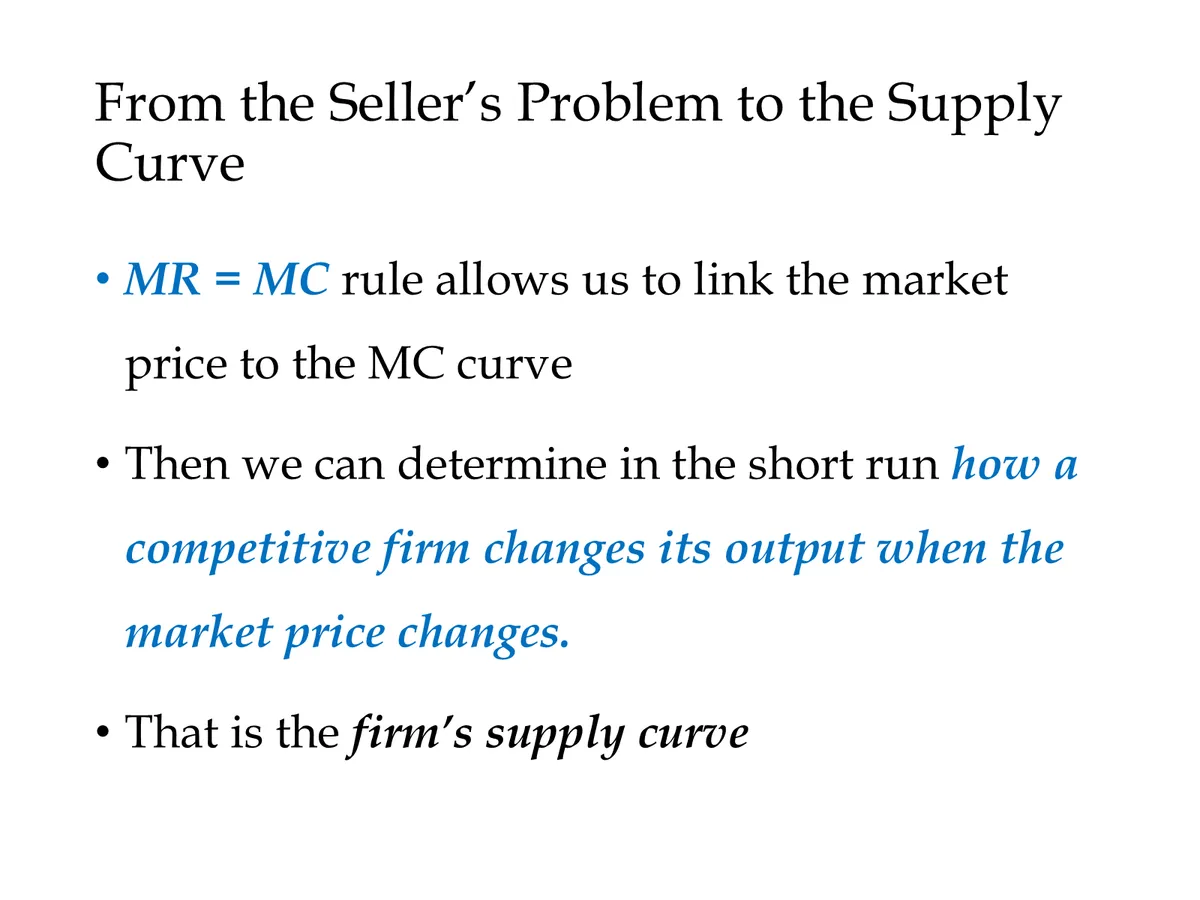 From the Seller’s Problem to the Supply
Curve
• MR = MC rule allows us to link the market
price to the MC curve
• Then we can determine in the short run how a
competitive firm changes its output when the
market price changes.
• That is the firm’s supply curve